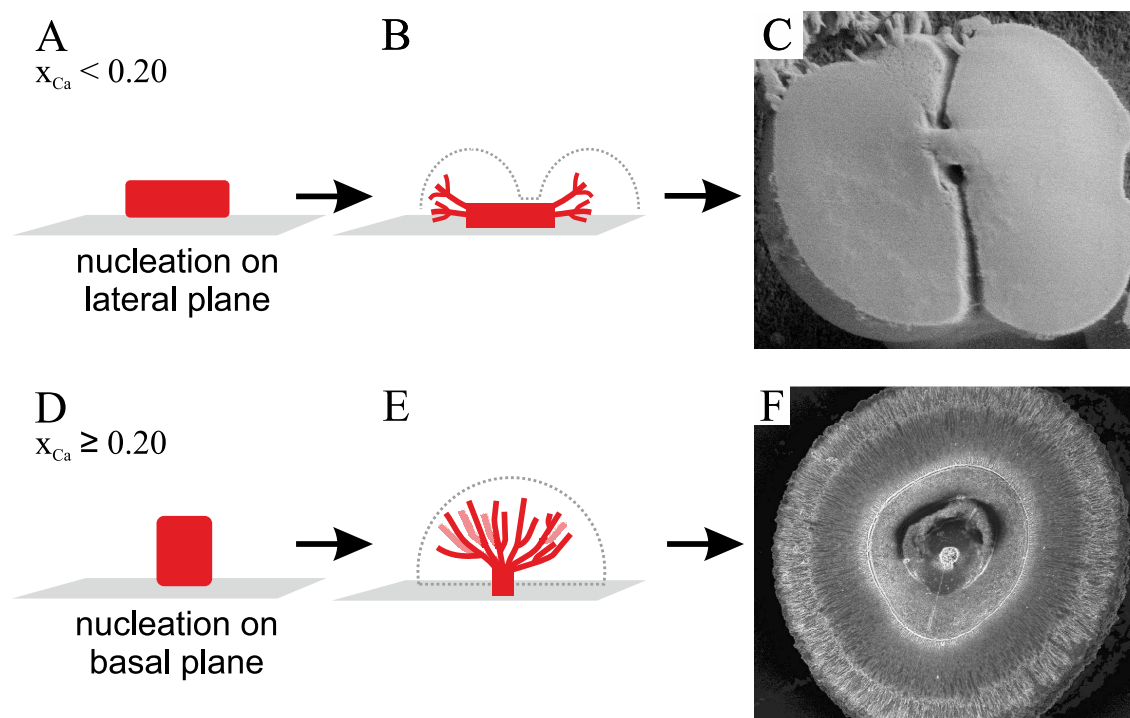 A
x_Ca < 0.20
B
C
nucleation on
lateral plane
D
x_Ca ≥ 0.20
E
F
nucleation on
basal plane